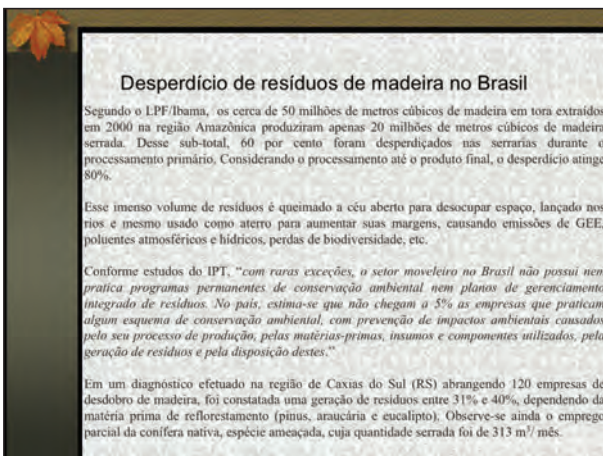 Desperdício de resíduos de madeira no Brasil
Segundo o LPF/Ibama, os cerca de 50 milhões de metros cúbicos de madeira em tora extraídos
em 2000 na região Amazônica produziram apenas 20 milhões de metros cúbicos de madeira
serrada. Desse sub-total, 60 por cento foram desperdiçados nas serrarias durante o
processamento primário. Considerando o processamento até o produto final, o desperdício atinge
80%.
Esse imenso volume de resíduos é queimado a céu aberto para desocupar espaço, lançado nos
rios e mesmo usado como aterro para aumentar suas margens, causando emissões de GEE,
poluentes atmosféricos e hídricos, perdas de biodiversidade, etc.
Conforme estudos do IPT, “com raras exceções, o setor moveleiro no Brasil não possui nem
pratica programas permanentes de conservação ambiental nem planos de gerenciamento
integrado de resíduos. No país, estima-se que não chegam a 5% as empresas que praticam
algum esquema de conservação ambiental, com prevenção de impactos ambientais causados
pelo seu processo de produção, pelas matérias-primas, insumos e componentes utilizados, pela
geração de resíduos e pela disposição destes.”
Em um diagnóstico efetuado na região de Caxias do Sul (RS) abrangendo 120 empresas de
desdobro de madeira, foi constatada uma geração de resíduos entre 31% e 40%, dependendo da
matéria prima de reflorestamento (pinus, araucária e eucalipto). Observe-se ainda o emprego
parcial da conífera nativa, espécie ameaçada, cuja quantidade serrada foi de 313 m³/ mês.